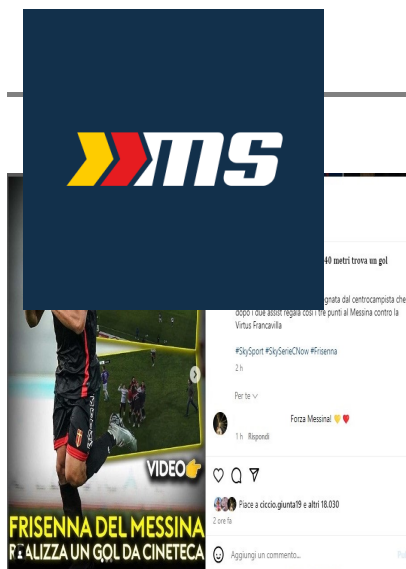 ms
40 metri trova un gol
gnata dal centrocampista che
dopo i due assist regala così i tre punti al Messina contro la
Virtus Francavilla
#SkySport #SkySerieCNow #Frisenna
2 h
Per te
Forza Messina! 💛❤️
1 h Rispondi
Piace a ciccio.giunta19 e altri 18.030
2 ore fa
Aggiungi un commento...
VIDEO👉
FRISENNA DEL MESSINA
REALIZZA UN GOL DA CINETECA